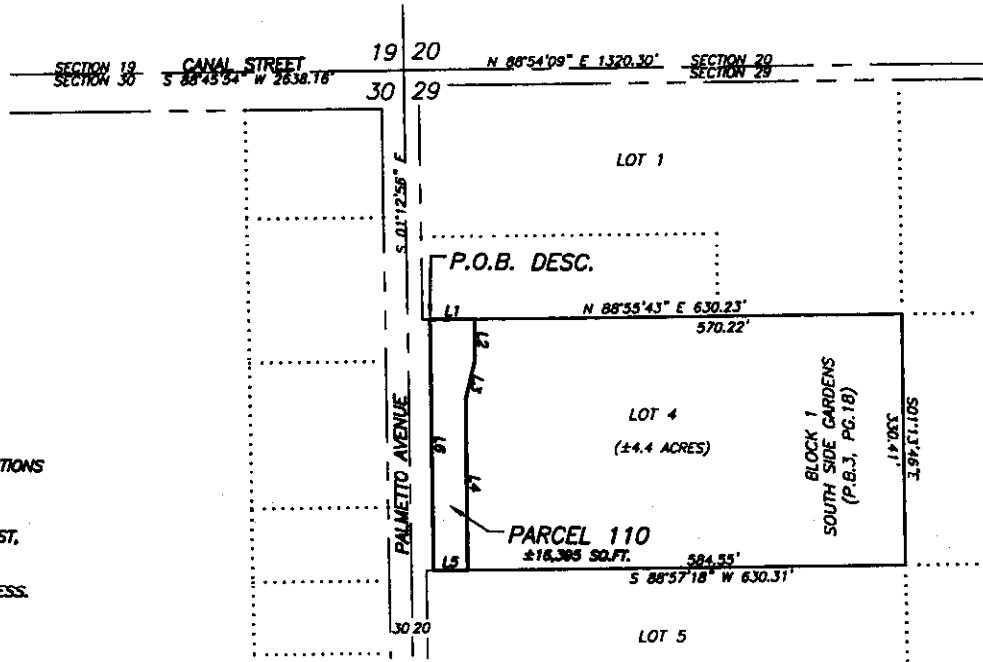 SECTION 19 CANAL STREET 19 20 N 88°54'09" E 1320.30' SECTION 20
SECTION 30 S 88°45'54" W 2638.16' 30 29 SECTION 29
LOT 1
S 01°12'56" E
P.O.B. DESC.
L1 N 88°55'43" E 630.23'
570.22'
L2
L3
LOT 4
(±4.4 ACRES)
BLOCK 1
SOUTH SIDE GARDENS
(P.B.3, PG.18)
S01°13'46"E
330.41'
PALMETTO AVENUE
L6
L4
TIONS
ST,
ESS.
PARCEL 110
±16,395 SQ.FT.
L5 584.55'
S 88°57'18" W 630.31'
30 20
LOT 5